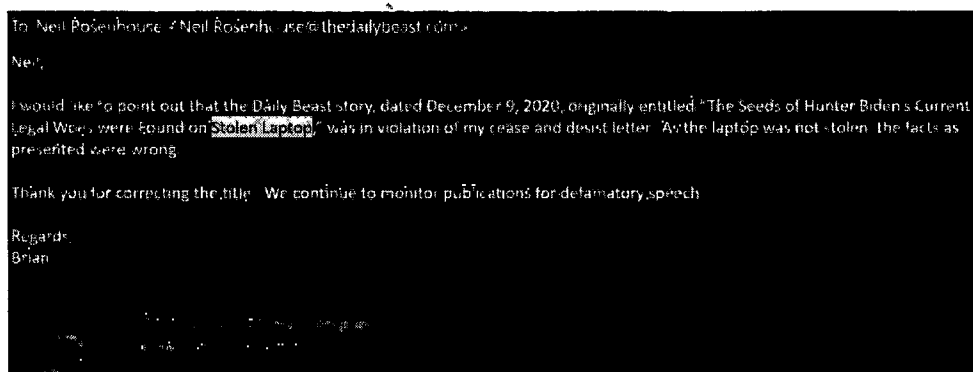 To: Neil Rosenhouse <Neil.Rosenhouse@thedailybeast.com>
Neil,
I would like to point out that the Daily Beast story, dated December 9, 2020, originally entitled "The Seeds of Hunter Biden's Current
Legal Woes were Found on Stolen Laptop," was in violation of my cease and desist letter. As the laptop was not stolen, the facts as
presented were wrong.
Thank you for correcting the title. We continue to monitor publications for defamatory speech.
Regards,
Brian